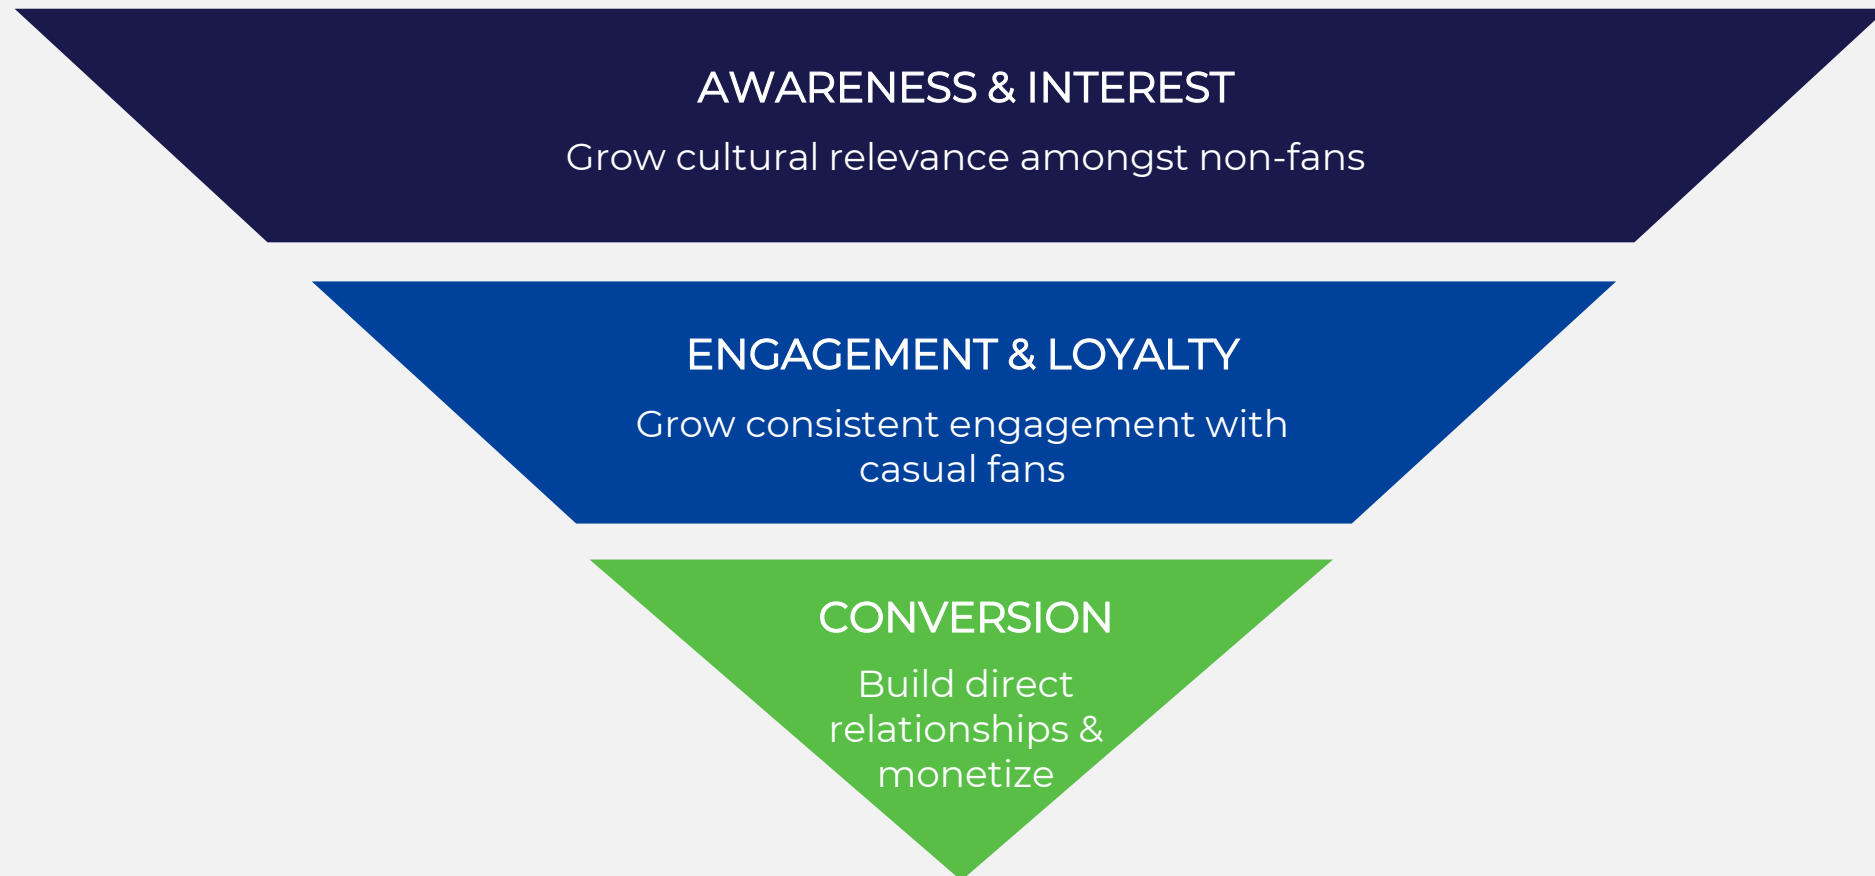 AWARENESS & INTEREST
Grow cultural relevance amongst non-fans
ENGAGEMENT & LOYALTY
Grow consistent engagement with
casual fans
CONVERSION
Build direct
relationships &
monetize